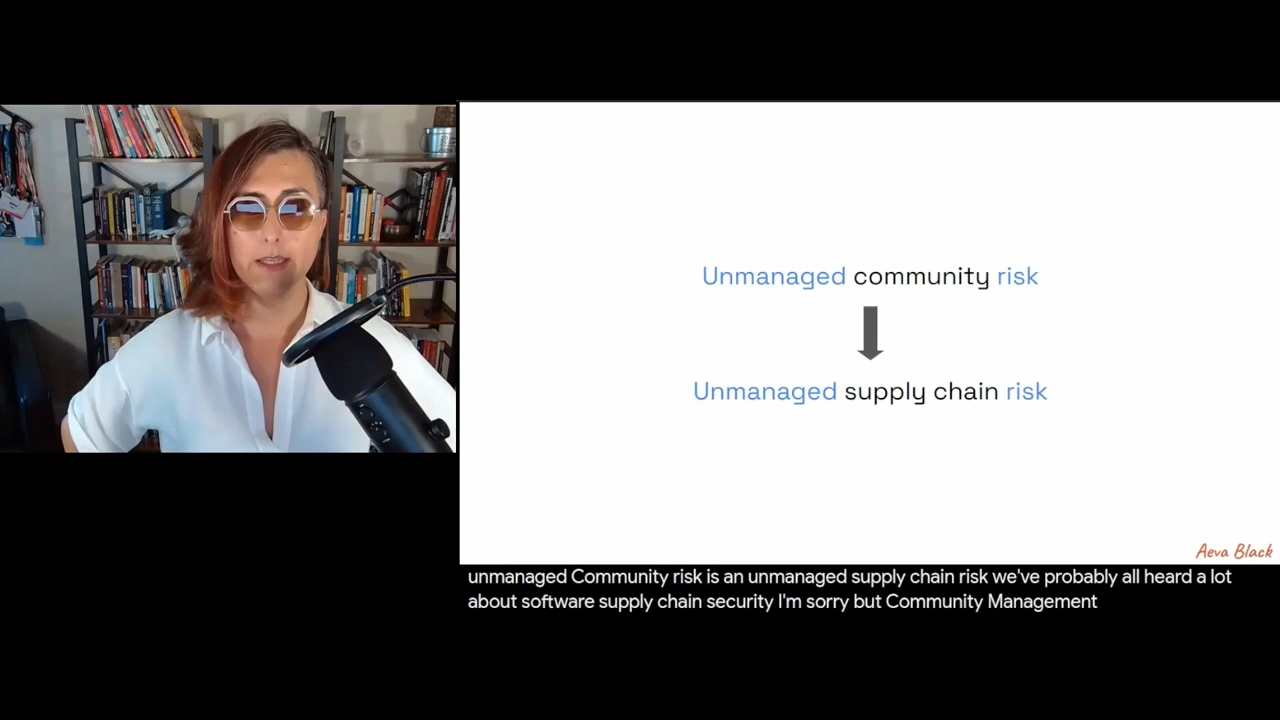 Unmanaged community risk
Unmanaged supply chain risk
Aeva Black
unmanaged Community risk is an unmanaged supply chain risk we've probably all heard a lot
about software supply chain security I'm sorry but Community Management